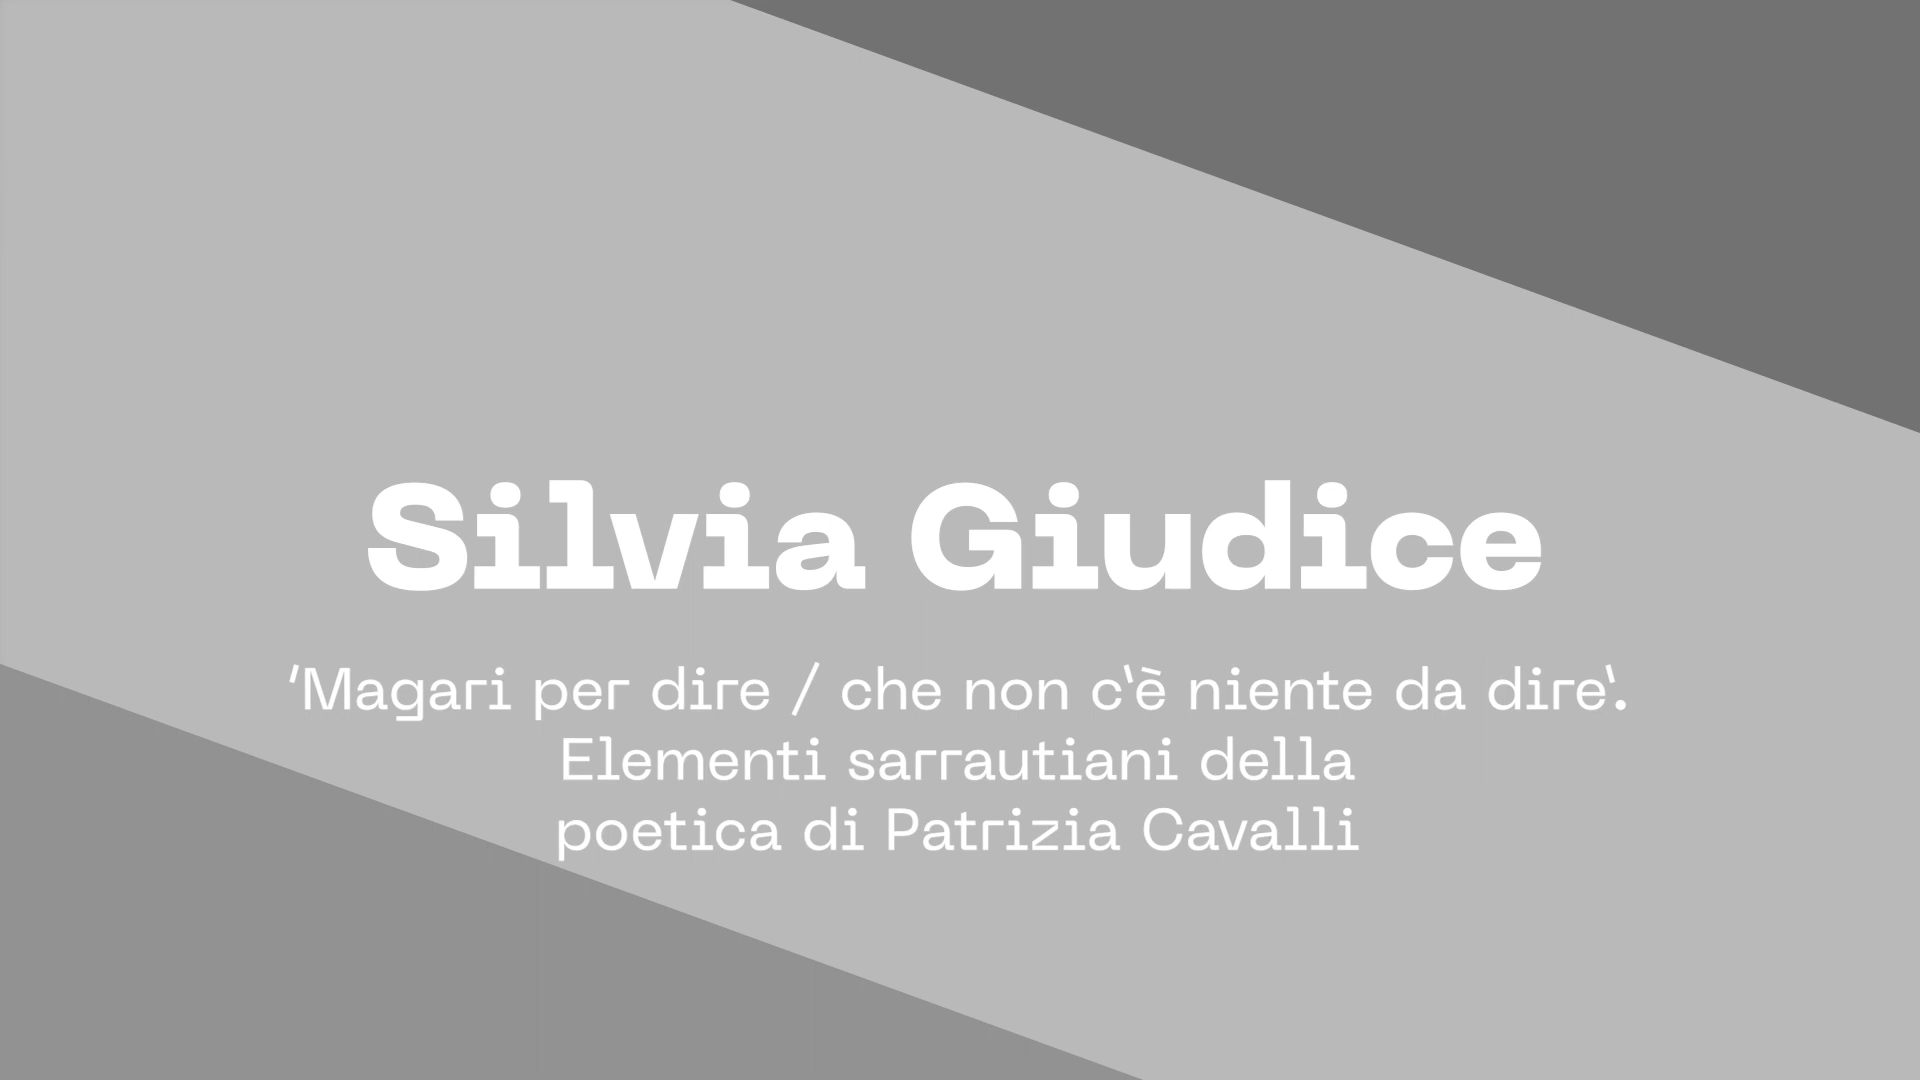 Silvia Giudice
‘Magari per dire / che non c‛è niente da dire‛.
Elementi sarrautiani della
poetica di Patrizia Cavalli